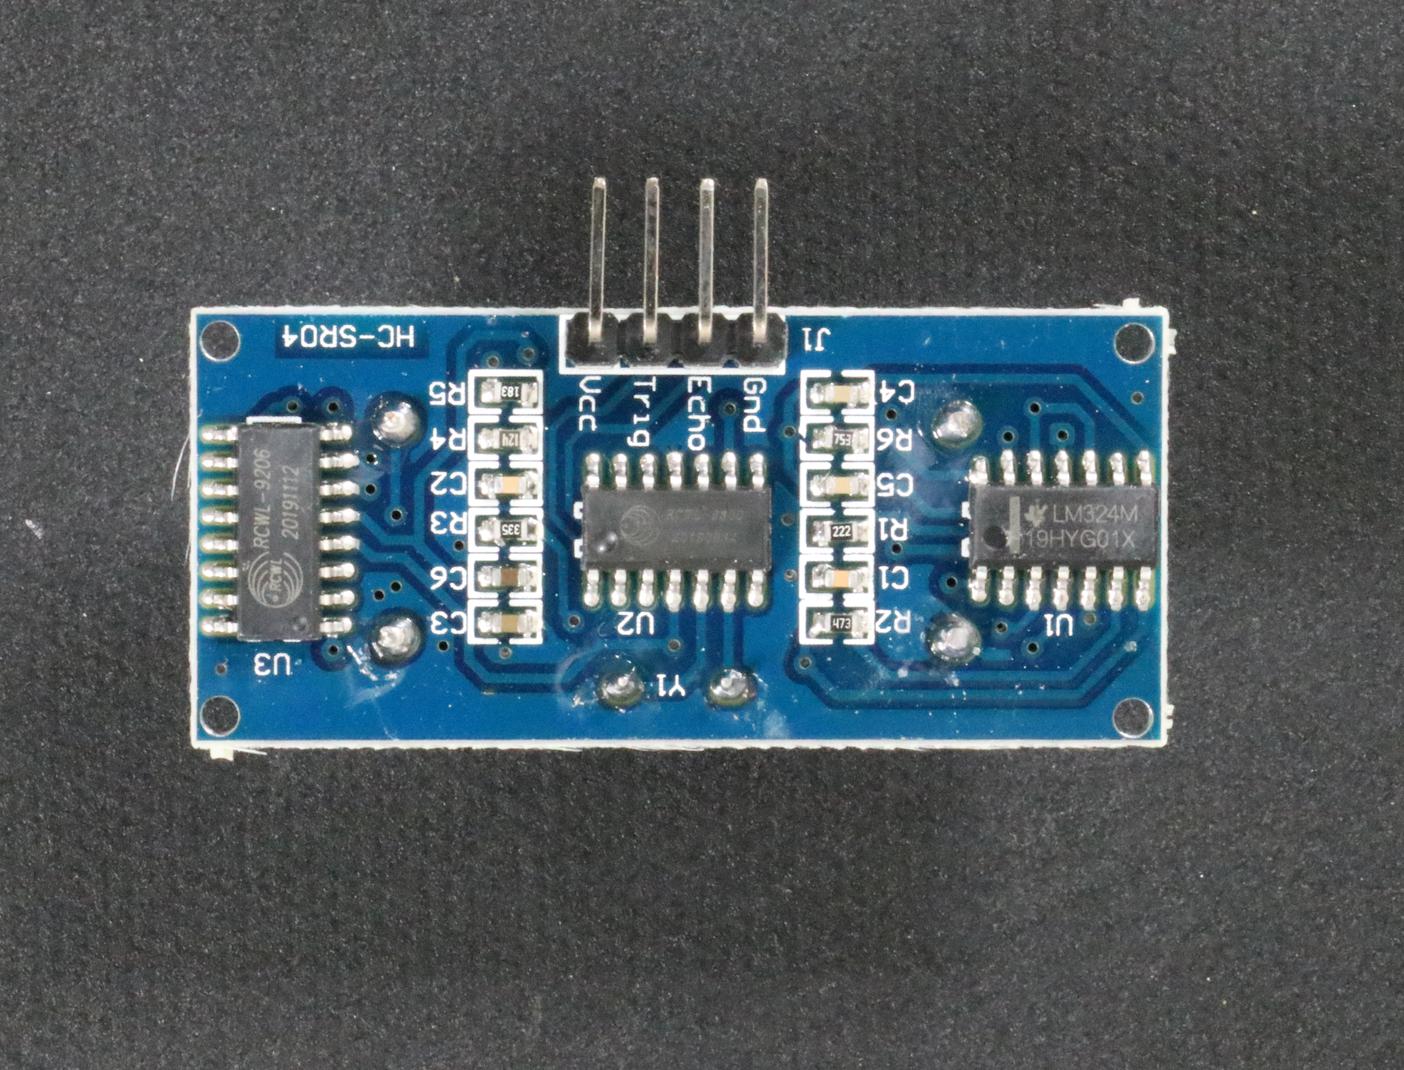 HC-SR04
J1
Vcc
Trig
Echo
Gnd
R5
183
R4
124
C2
R3
335
C6
C3
C4
R6
C5
R1
222
C1
R2
473
RCWL-9206
20191112
RCWL
U3
U2
Y1
LM324M
19HYG01X
U1